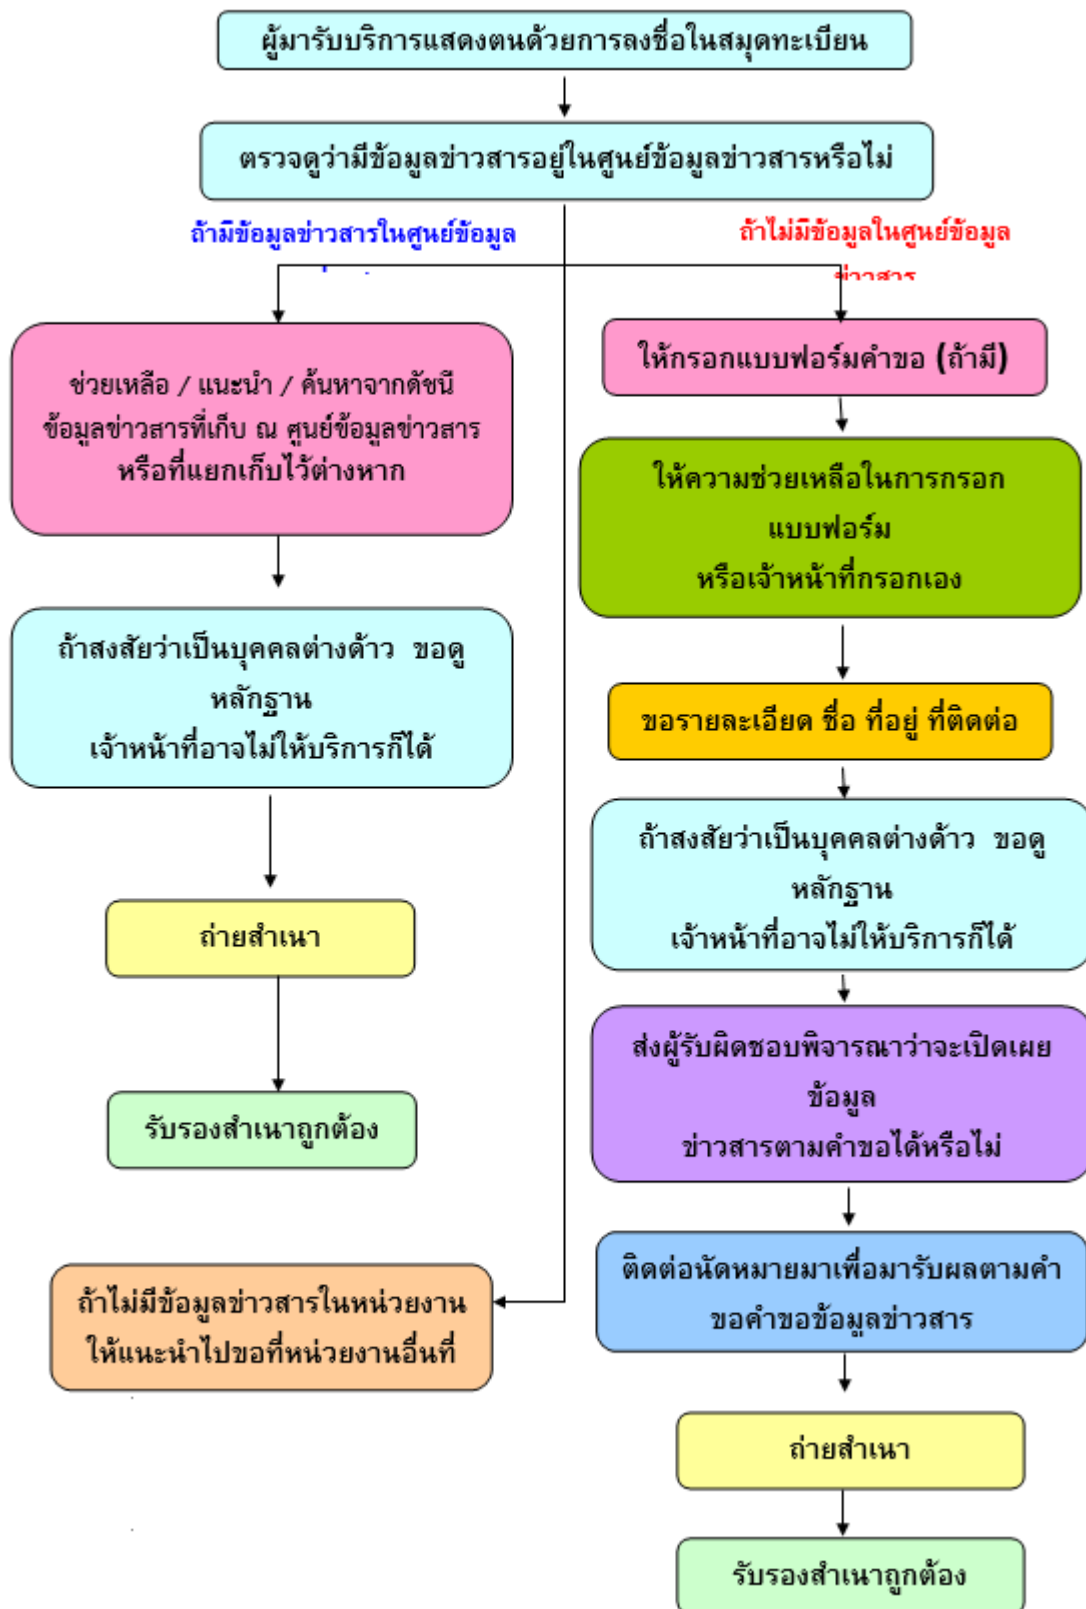 ผู้มารับบริการแสดงตนด้วยการลงชื่อในสมุดทะเบียน
ตรวจดูว่ามีข้อมูลข่าวสารอยู่ในศูนย์ข้อมูลข่าวสารหรือไม่
ถ้ามีข้อมูลข่าวสารในศูนย์ข้อมูล
ถ้าไม่มีข้อมูลในศูนย์ข้อมูล
ข่าวสาร
ช่วยเหลือ / แนะนำ / ค้นหาจากดัชนี
ข้อมูลข่าวสารที่เก็บ ณ ศูนย์ข้อมูลข่าวสาร
หรือที่แยกเก็บไว้ต่างหาก
ถ้าสงสัยว่าเป็นบุคคลต่างด้าว ขอดู
หลักฐาน
เจ้าหน้าที่อาจไม่ให้บริการก็ได้
ถ่ายสำเนา
รับรองสำเนาถูกต้อง
ถ้าไม่มีข้อมูลข่าวสารในหน่วยงาน
ให้แนะนำไปขอที่หน่วยงานอื่นที่
ให้กรอกแบบฟอร์มคำขอ (ถ้ามี)
ให้ความช่วยเหลือในการกรอก
แบบฟอร์ม
หรือเจ้าหน้าที่กรอกเอง
ขอรายละเอียด ชื่อ ที่อยู่ ที่ติดต่อ
ถ้าสงสัยว่าเป็นบุคคลต่างด้าว ขอดู
หลักฐาน
เจ้าหน้าที่อาจไม่ให้บริการก็ได้
ส่งผู้รับผิดชอบพิจารณาว่าจะเปิดเผย
ข้อมูล
ข่าวสารตามคำขอได้หรือไม่
ติดต่อนัดหมายมาเพื่อมารับผลตามคำ
ขอคำขอข้อมูลข่าวสาร
ถ่ายสำเนา
รับรองสำเนาถูกต้อง